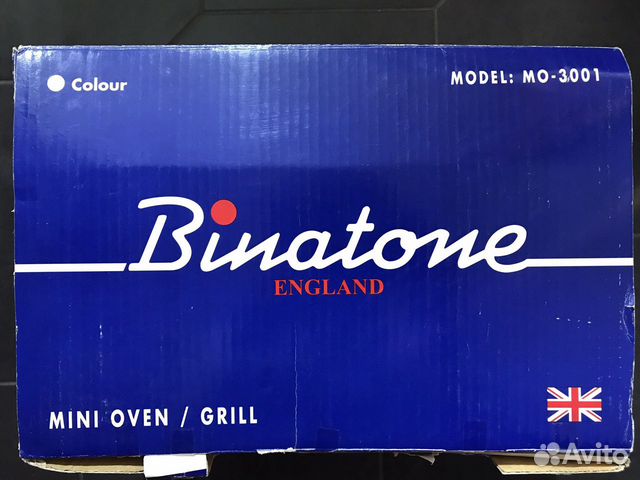 Colour
MODEL: MO-3001
Binatone
ENGLAND
MINI OVEN / GRILL
Avito